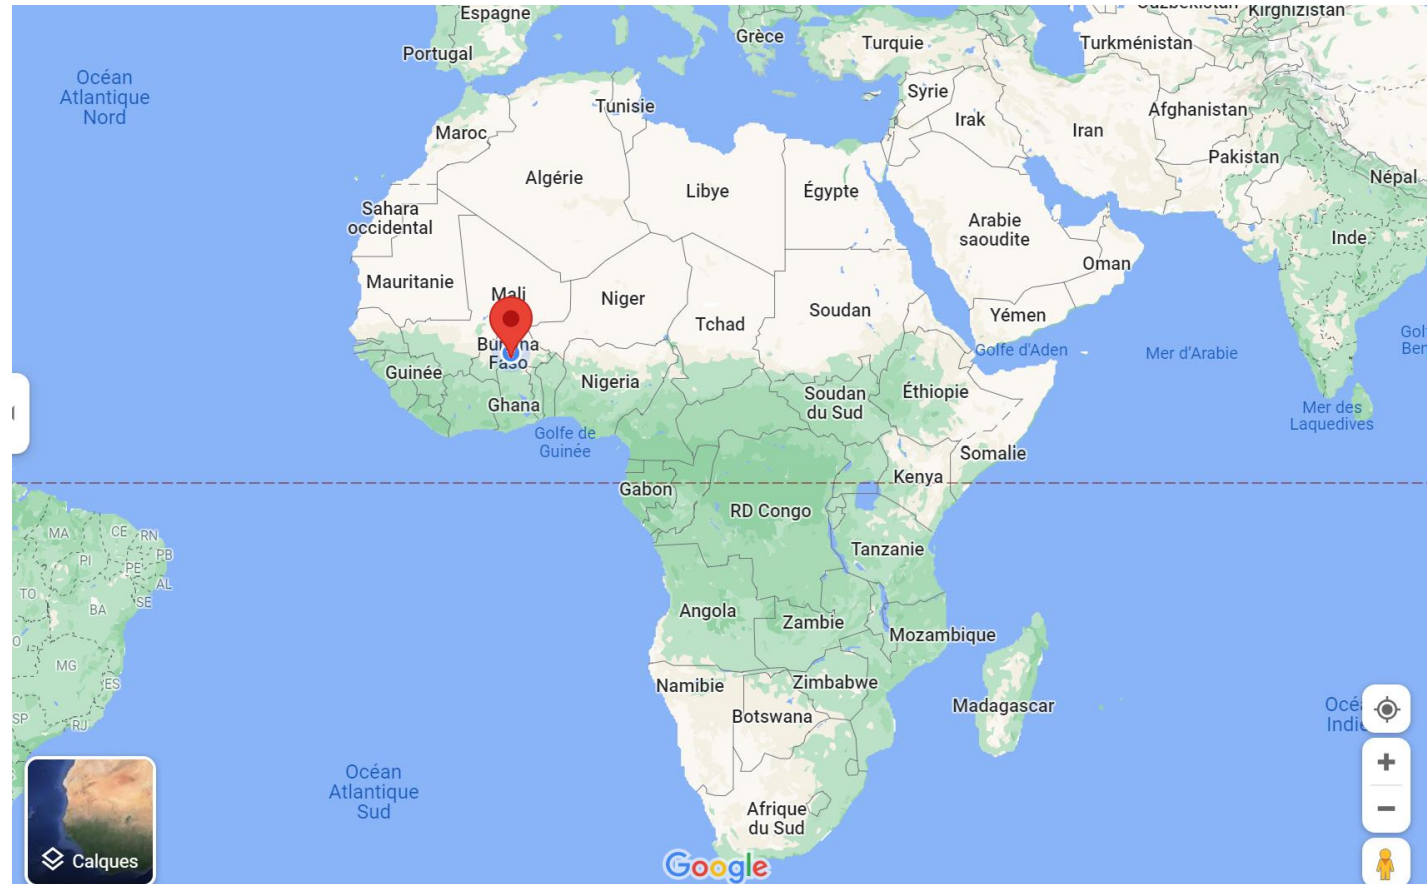 Espagne
Ouzbékistan
Kirghizistan
Grèce
Turquie
Turkménistan
Portugal
Océan
Atlantique
Nord
Tunisie
Syrie
Irak
Afghanistan
Maroc
Iran
Pakistan
Algérie
Libye
Égypte
Népal
Sahara
occidental
Arabie
saoudite
Inde
Oman
Mauritanie
Mali
Niger
Soudan
Yémen
Tchad
Burkina
Faso
Golfe d'Aden
Mer d'Arabie
Guinée
Nigeria
Soudan
du Sud
Éthiopie
Ghana
Mer des
Laquedives
Golfe de
Guinée
Somalie
Kenya
Gabon
RD Congo
MA
CE
RN
PB
PI
PE
AL
TO
BA
SE
Tanzanie
Angola
Zambie
Mozambique
MG
ES
Namibie
Zimbabwe
Madagascar
Botswana
SP
RJ
Océan
Atlantique
Sud
Afrique
du Sud
Calques
Google